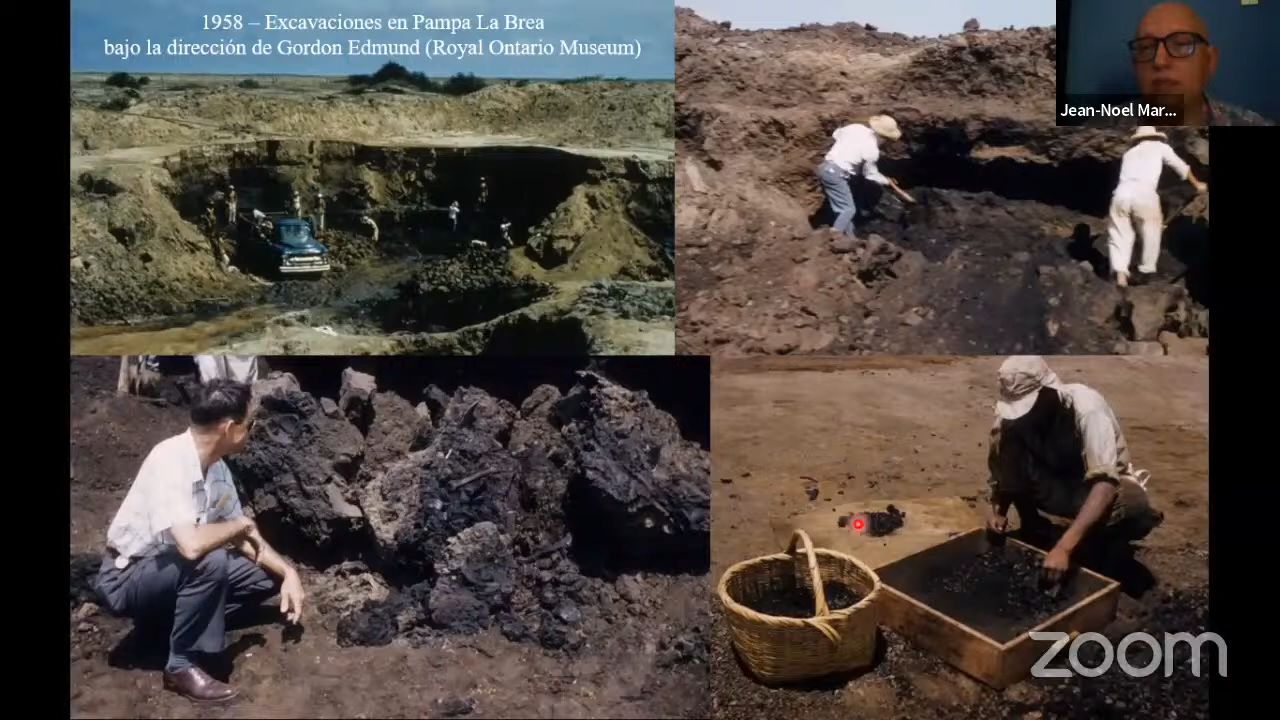 1958 – Excavaciones en Pampa La Brea
bajo la dirección de Gordon Edmund (Royal Ontario Museum)
Jean-Noel Mar...
zoom